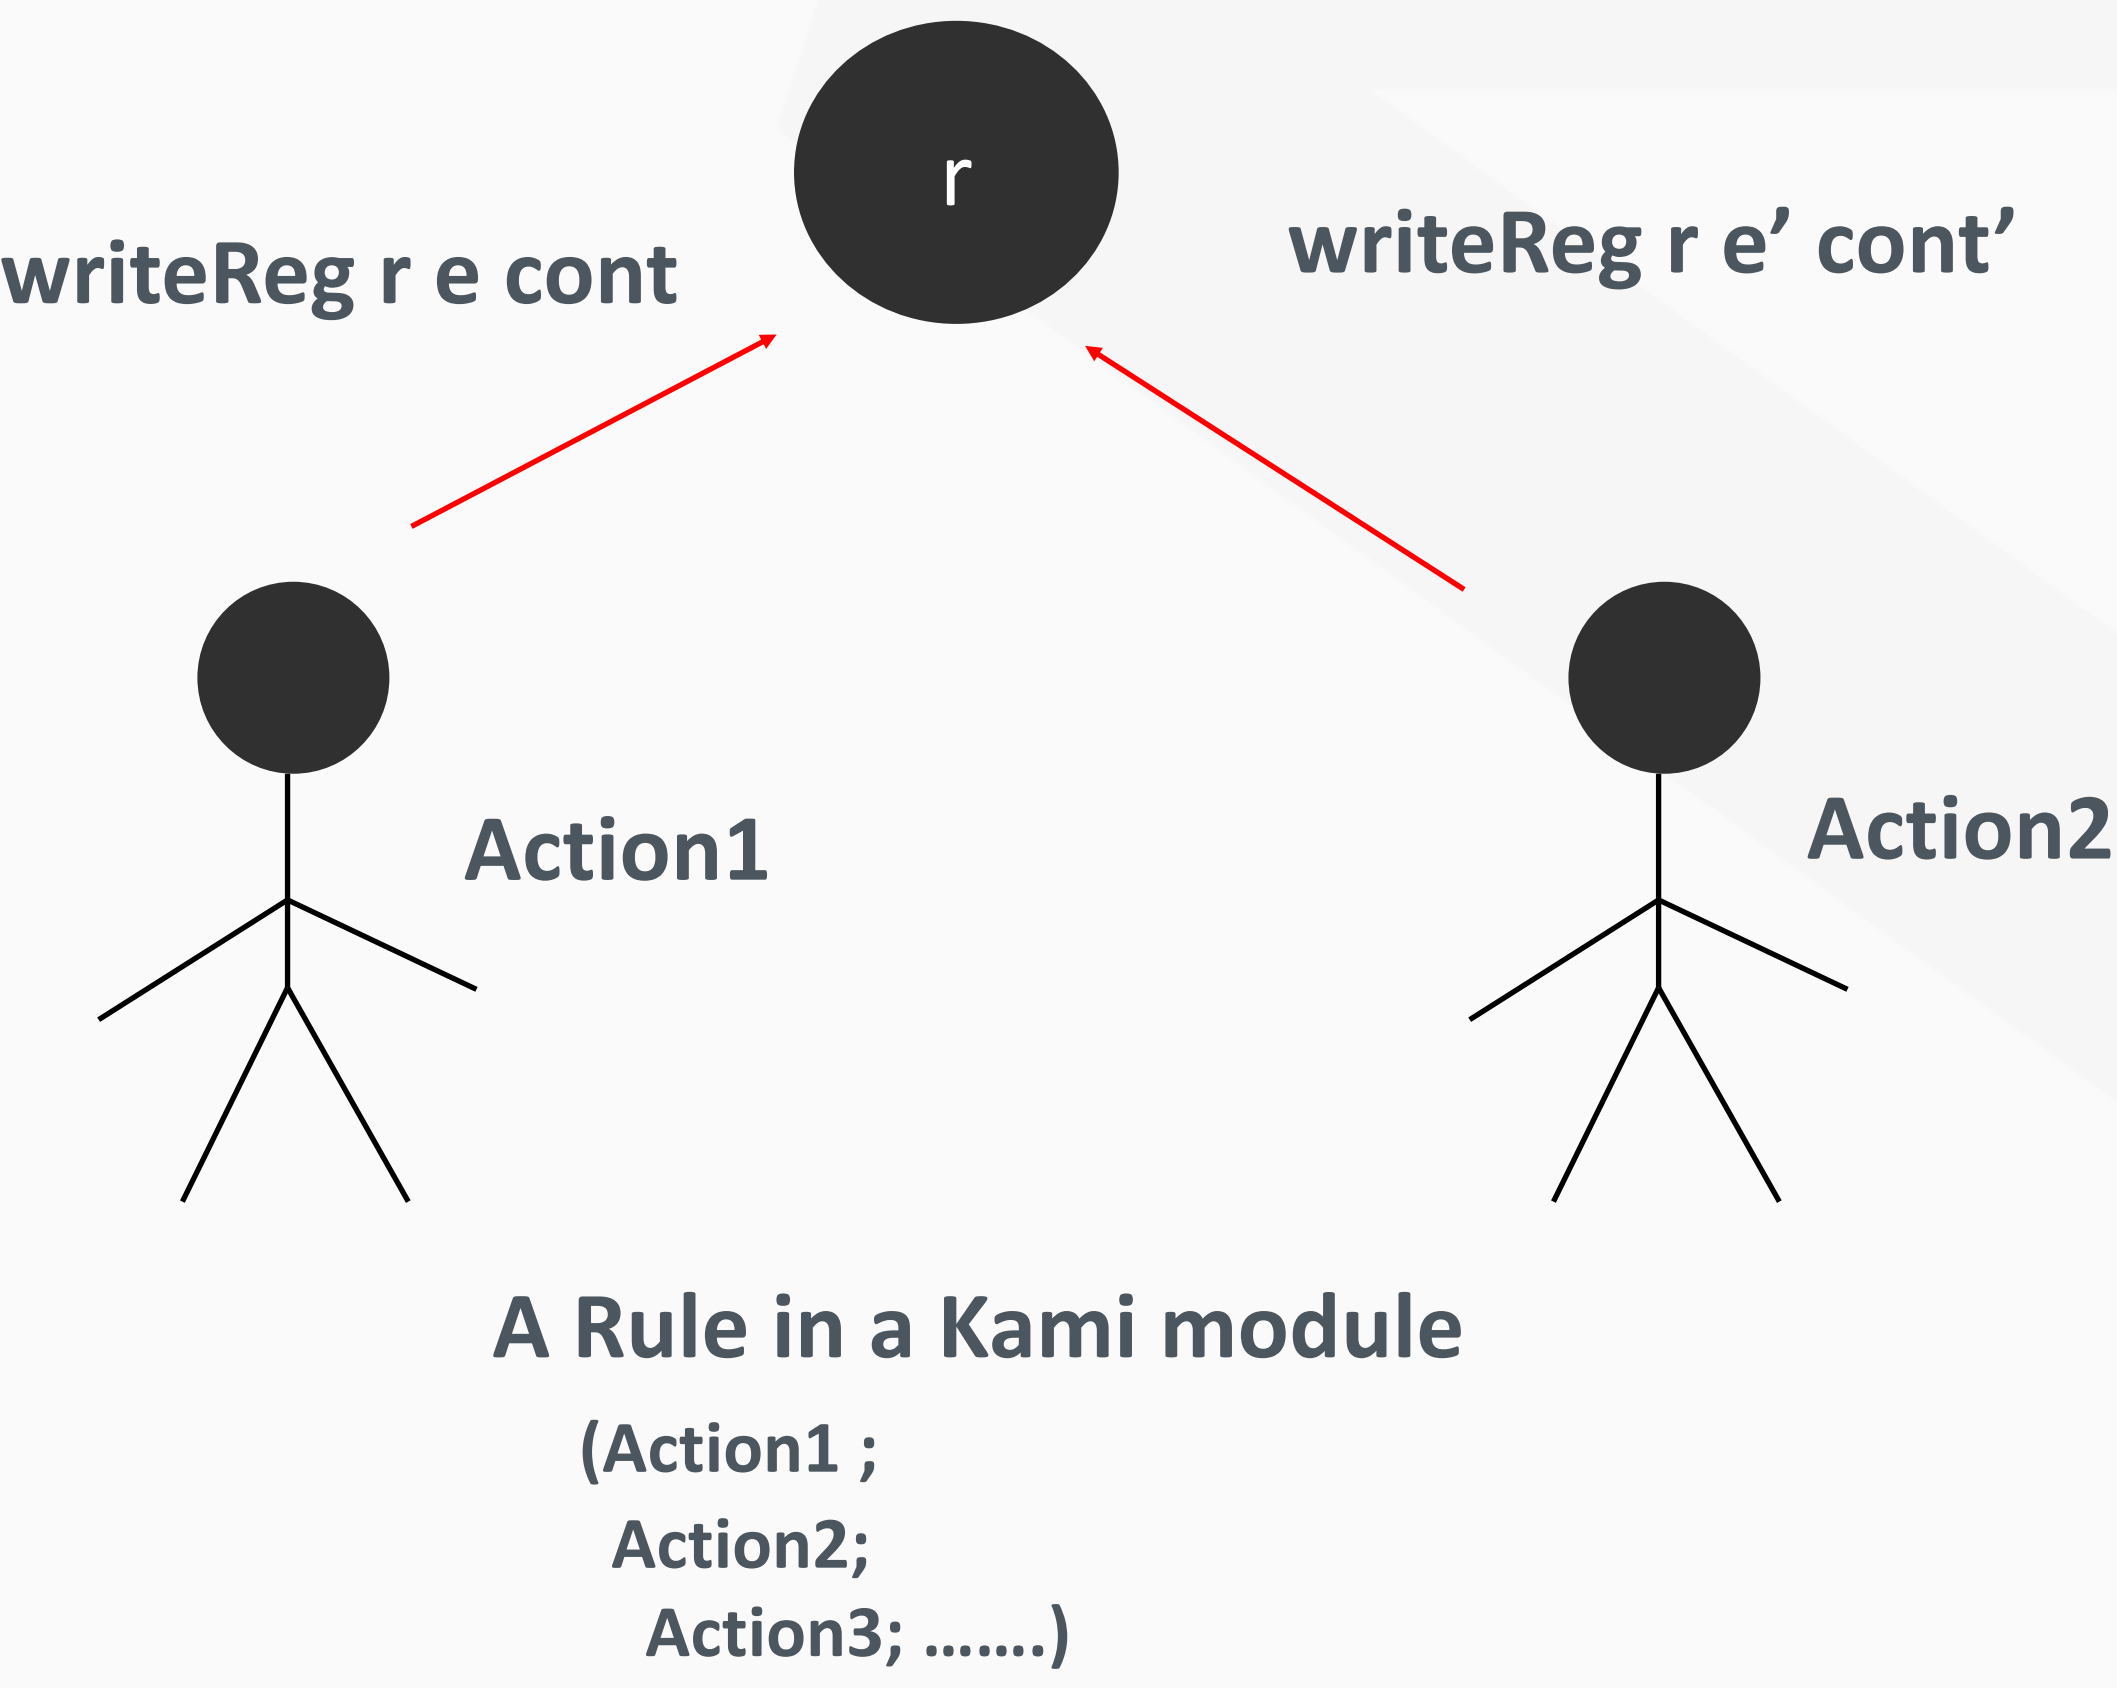 r
writeReg r e cont
writeReg r e’ cont’
Action1
Action2
A Rule in a Kami module
(Action1 ;
Action2;
Action3; …….)